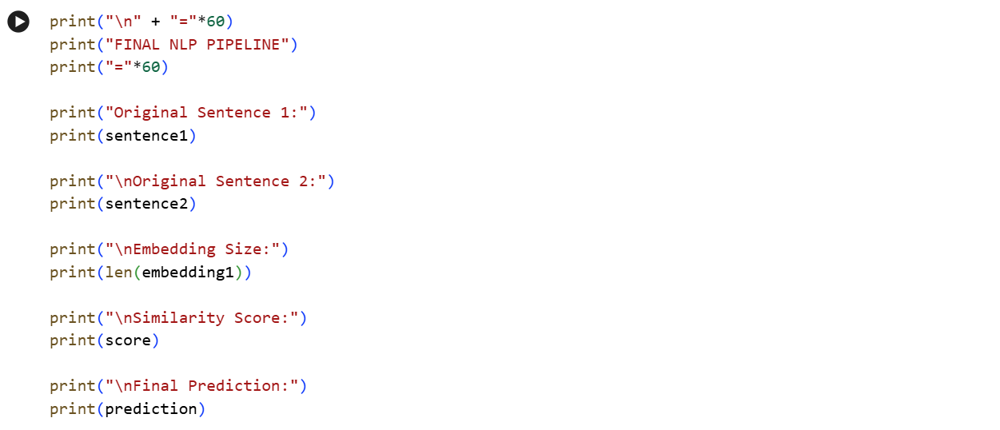 print("\n" + "="*60)
print("FINAL NLP PIPELINE")
print("="*60)
print("Original Sentence 1:")
print(sentence1)
print("\nOriginal Sentence 2:")
print(sentence2)
print("\nEmbedding Size:")
print(len(embedding1))
print("\nSimilarity Score:")
print(score)
print("\nFinal Prediction:")
print(prediction)